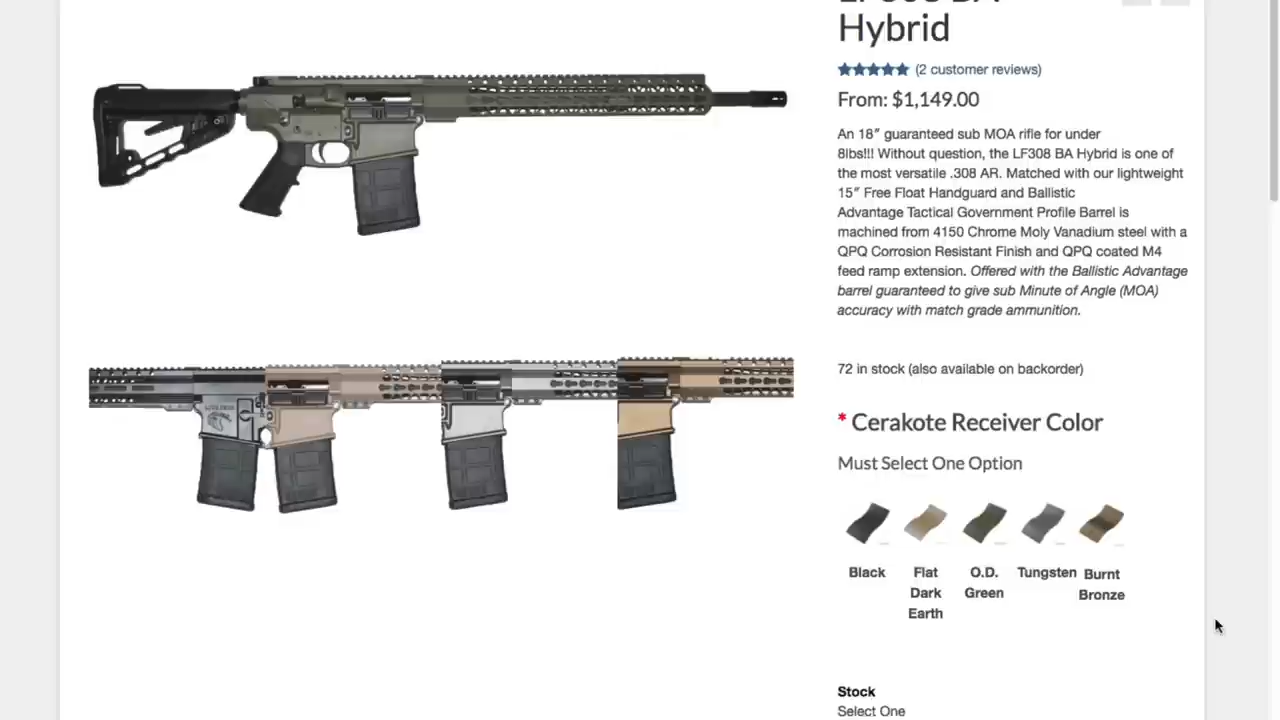 LF308 BA
Hybrid
(2 customer reviews)
From: $1,149.00
An 18″ guaranteed sub MOA rifle for under
8lbs!!! Without question, the LF308 BA Hybrid is one of
the most versatile .308 AR. Matched with our lightweight
15″ Free Float Handguard and Ballistic
Advantage Tactical Government Profile Barrel is
machined from 4150 Chrome Moly Vanadium steel with a
QPQ Corrosion Resistant Finish and QPQ coated M4
feed ramp extension. Offered with the Ballistic Advantage
barrel guaranteed to give sub Minute of Angle (MOA)
accuracy with match grade ammunition.
72 in stock (also available on backorder)
* Cerakote Receiver Color
Must Select One Option
Black
Flat
Dark
Earth
O.D.
Green
Tungsten
Burnt
Bronze
Stock
Select One